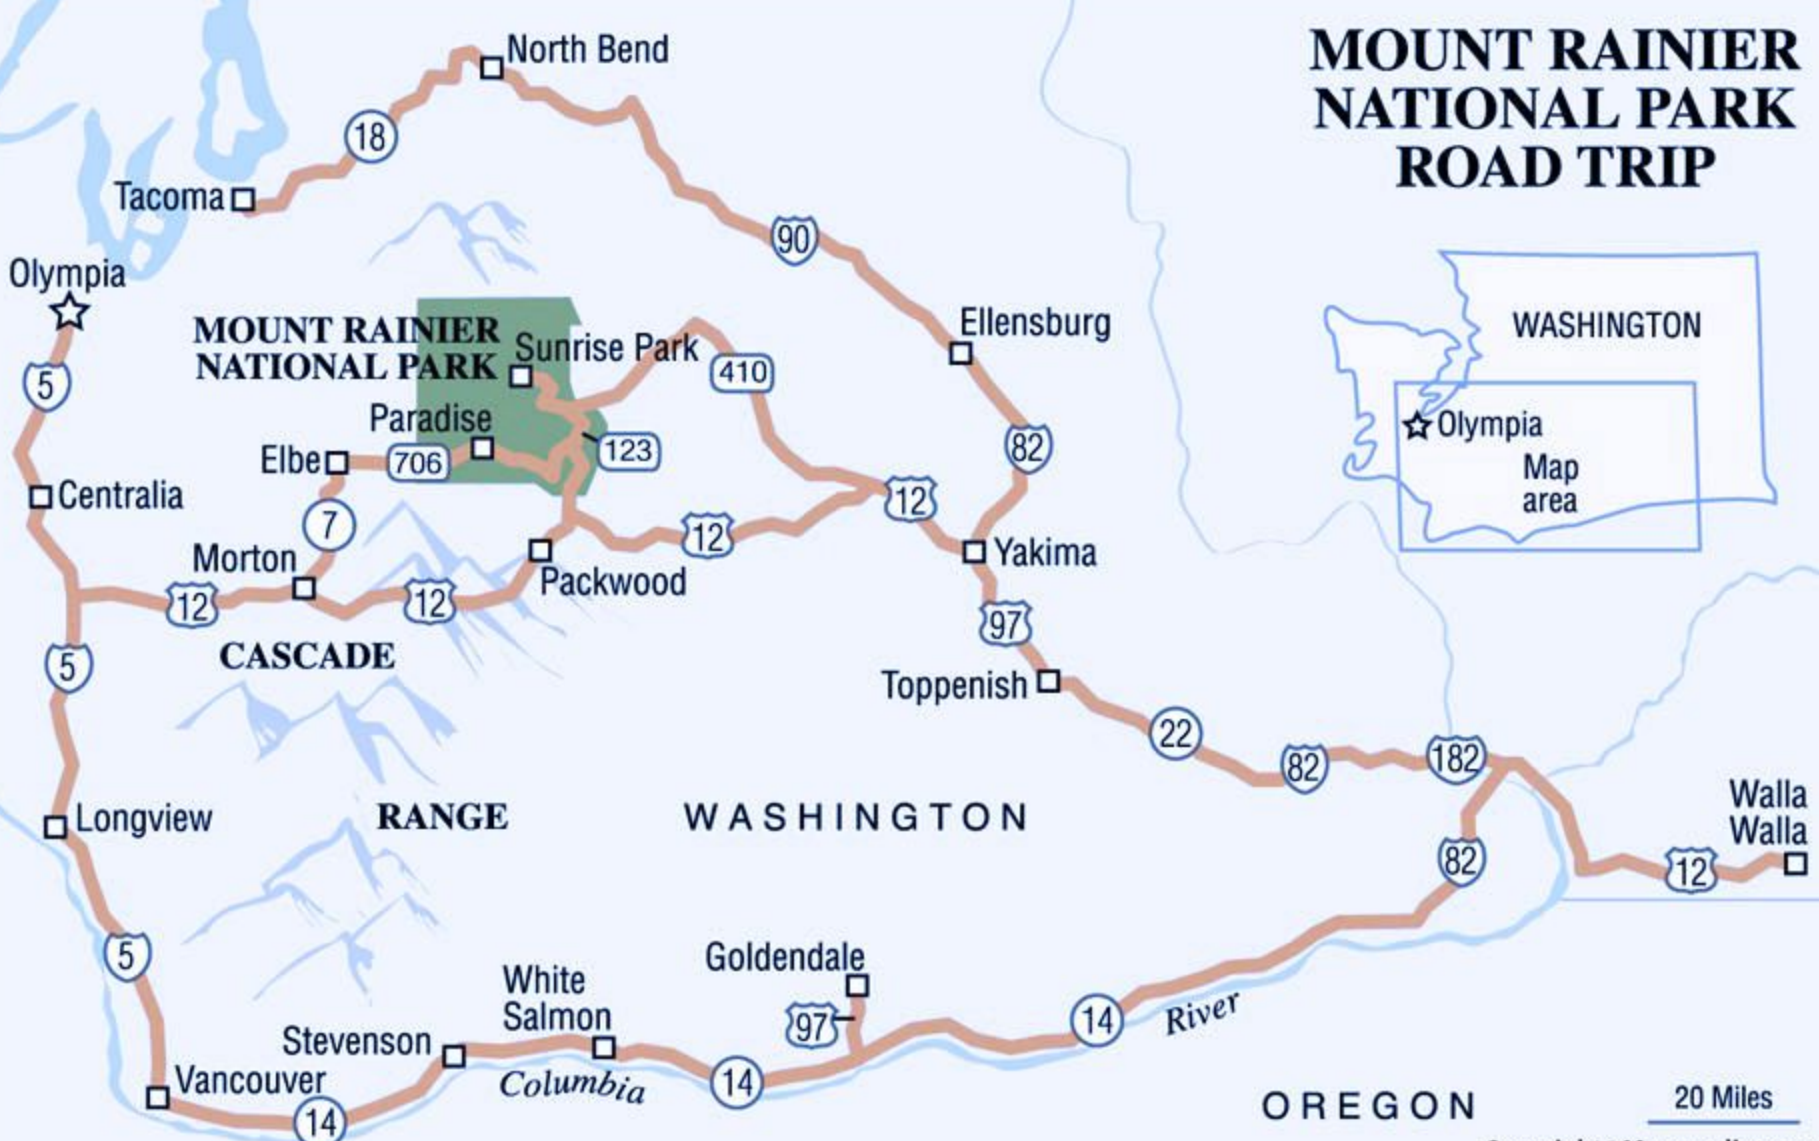 MOUNT RAINIER
NATIONAL PARK
ROAD TRIP
North Bend
18
Tacoma
90
Olympia
5
MOUNT RAINIER
NATIONAL PARK
Sunrise Park
410
Ellensburg
WASHINGTON
Olympia
Map
area
Paradise
Elbe
706
123
82
Centralia
7
12
12
Yakima
Morton
Packwood
12
12
97
CASCADE
5
Toppenish
22
82
182
Longview
RANGE
WASHINGTON
Walla
Walla
82
12
5
Goldendale
97
White
Salmon
14
River
Stevenson
Columbia
14
Vancouver
14
OREGON
20 Miles